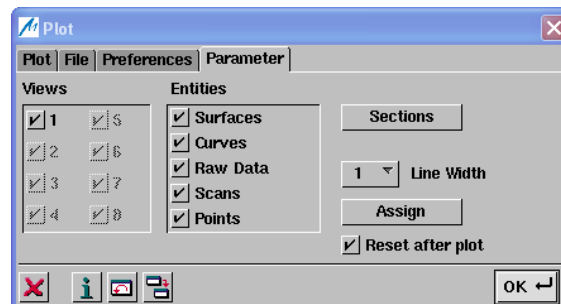 Plot
Plot File Preferences Parameter
Views Entities
1 5 Surfaces Sections
2 6 Curves
3 7 Raw Data 1 Line Width
4 8 Scans Assign
Points Reset after plot
OK